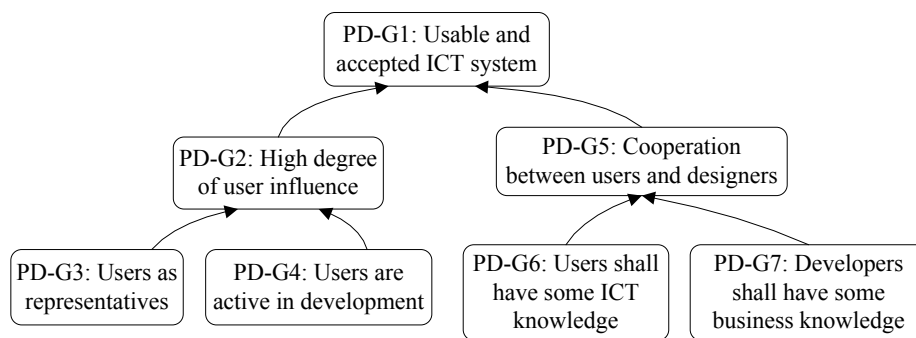 PD-G1: Usable and
accepted ICT system
PD-G2: High degree
of user influence
PD-G5: Cooperation
between users and designers
PD-G3: Users as
representatives
PD-G4: Users are
active in development
PD-G6: Users shall
have some ICT
knowledge
PD-G7: Developers
shall have some
business knowledge